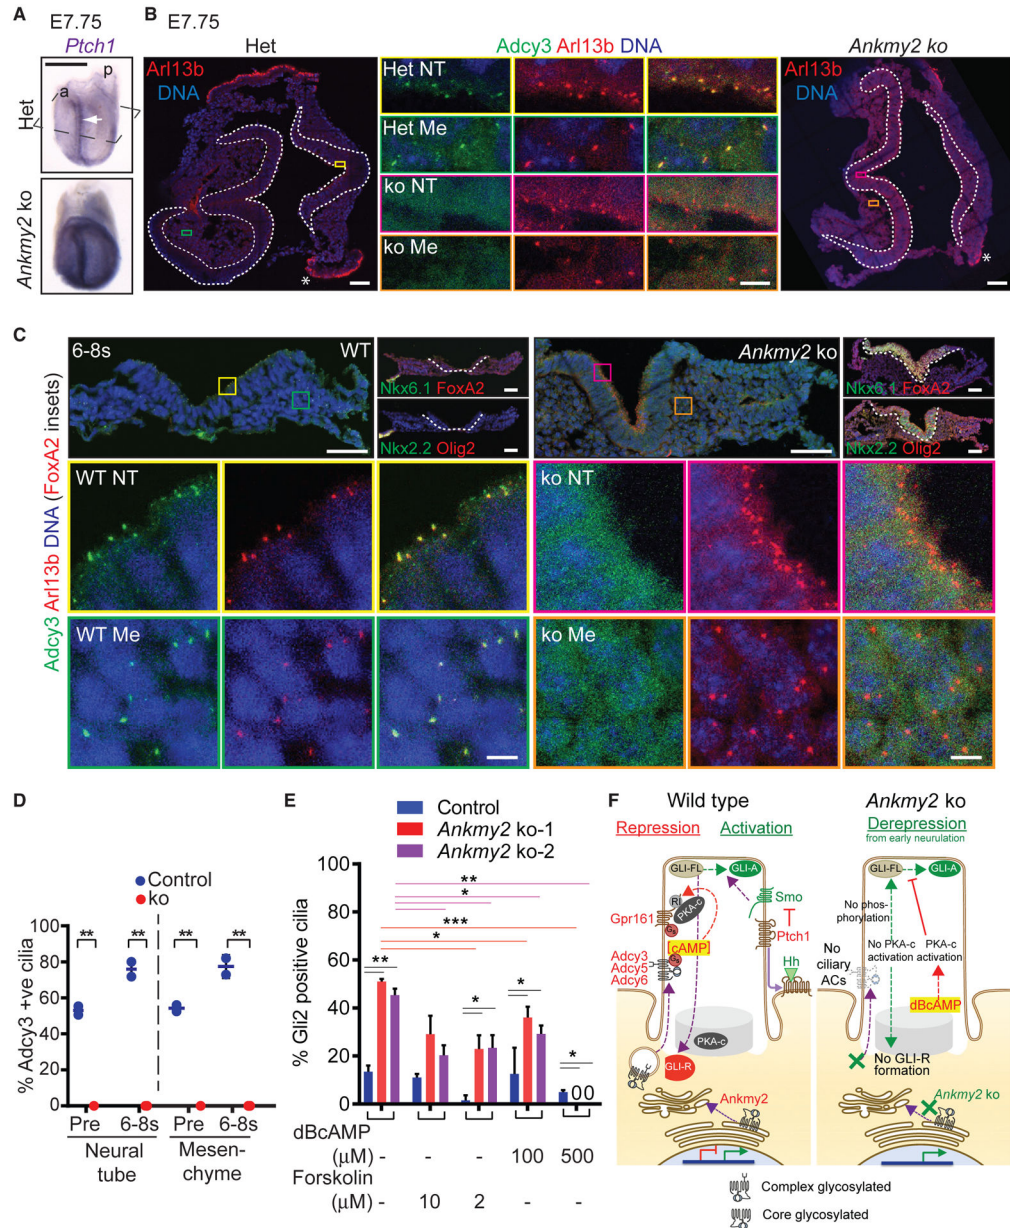 A
E7.75
Ptch1
Het
a
p
Ankmy2 ko
B
E7.75
Het
Arl13b
DNA
*
Adcy3 Arl13b DNA
Het NT
Het Me
ko NT
ko Me
Ankmy2 ko
Arl13b
DNA
*
C
Adcy3 Arl13b DNA (FoxA2 insets)
6-8s
WT
Nkx6.1 FoxA2
Nkx2.2 Olig2
Ankmy2 ko
Nkx6.1 FoxA2
Nkx2.2 Olig2
WT NT
ko NT
WT Me
ko Me
D
Control
ko
% Adcy3 +ve cilia
100
80
60
40
20
0
** ** ** **
Pre 6-8s Pre 6-8s
Neural tube
Mesen-
chyme
E
Control
Ankmy2 ko-1
Ankmy2 ko-2
% Gli2 positive cilia
100
80
60
40
20
0
**
*
***
*
**
*
*
*
00
dBcAMP
(μM) - - - 100 500
Forskolin
(μM) - 10 2 - -
F
Wild type
Repression
Activation
GLI-FL
GLI-A
RI
PKA-c
Gpr161
Gs
[cAMP]
Gs
Adcy3
Adcy5
Adcy6
Smo
Ptch1
Hh
PKA-c
GLI-R
Ankmy2
Ankmy2 ko
Derepression
from early neurulation
GLI-FL
GLI-A
No phos-
phorylation
No PKA-c
activation
PKA-c
activation
No
ciliary
ACs
dBcAMP
No GLI-R
formation
Ankmy2 ko
Complex glycosylated
Core glycosylated